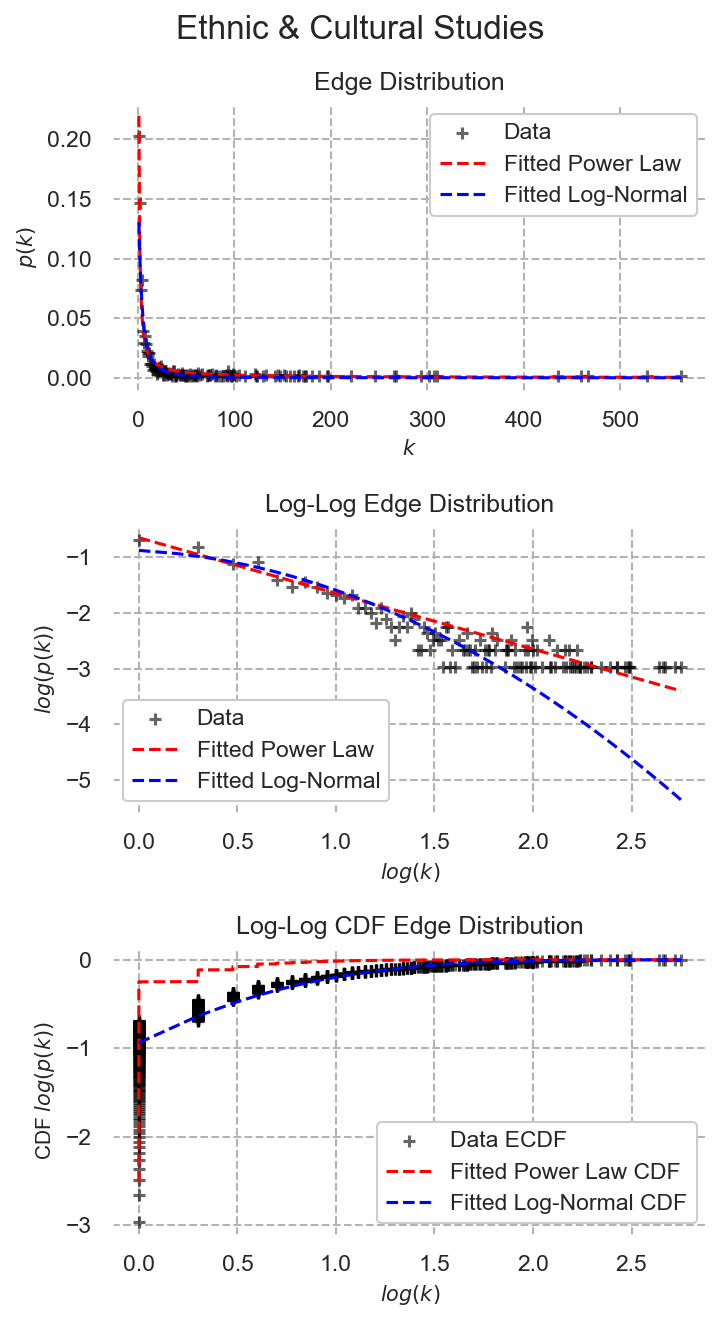 Ethnic & Cultural Studies
Edge Distribution
0.20
0.15
0.10
0.05
0.00
p(k)
Data
Fitted Power Law
Fitted Log-Normal
0 100 200 300 400 500
k
Log-Log Edge Distribution
−1
−2
−3
−4
−5
log(p(k))
Data
Fitted Power Law
Fitted Log-Normal
0.0 0.5 1.0 1.5 2.0 2.5
log(k)
Log-Log CDF Edge Distribution
0
−1
−2
−3
CDF log(p(k))
Data ECDF
Fitted Power Law CDF
Fitted Log-Normal CDF
0.0 0.5 1.0 1.5 2.0 2.5
log(k)